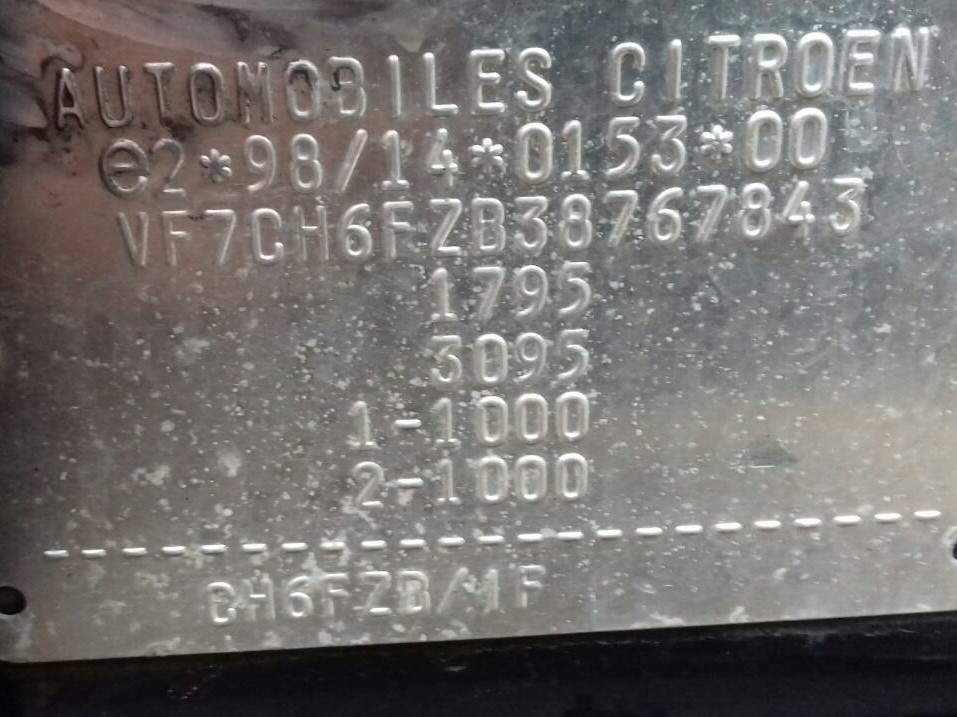 AUTOMOBILES CITROEN
e2*98/14*0153*00
VF7CH6FZB38767843
1795
3095
1-1000
2-1000
-----------------------
CH6FZB/1F